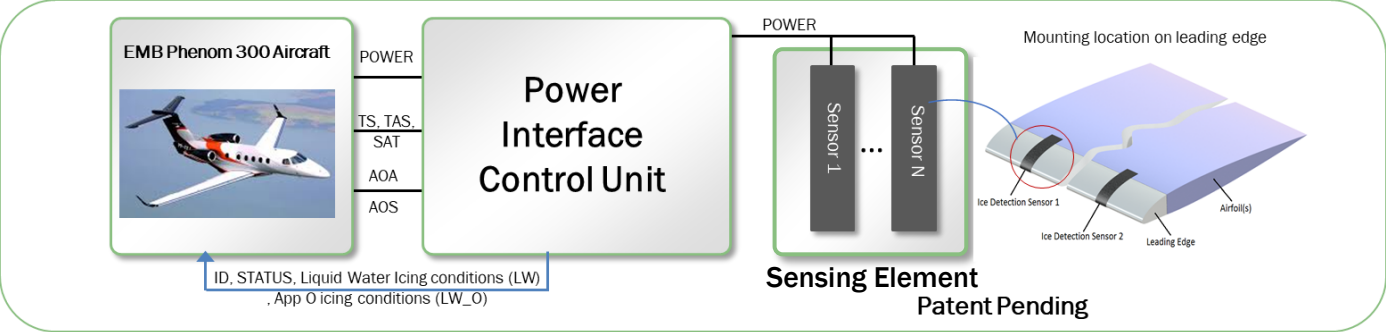 EMB Phenom 300 Aircraft
POWER
TS, TAS,
SAT
AOA
AOS
Power
Interface
Control Unit
ID, STATUS, Liquid Water Icing conditions (LW)
, App O icing conditions (LW_O)
POWER
Sensor 1
...
Sensor N
Sensing Element
Patent Pending
Mounting location on leading edge
Ice Detection Sensor 1
Ice Detection Sensor 2
Leading Edge
Airfoil(s)